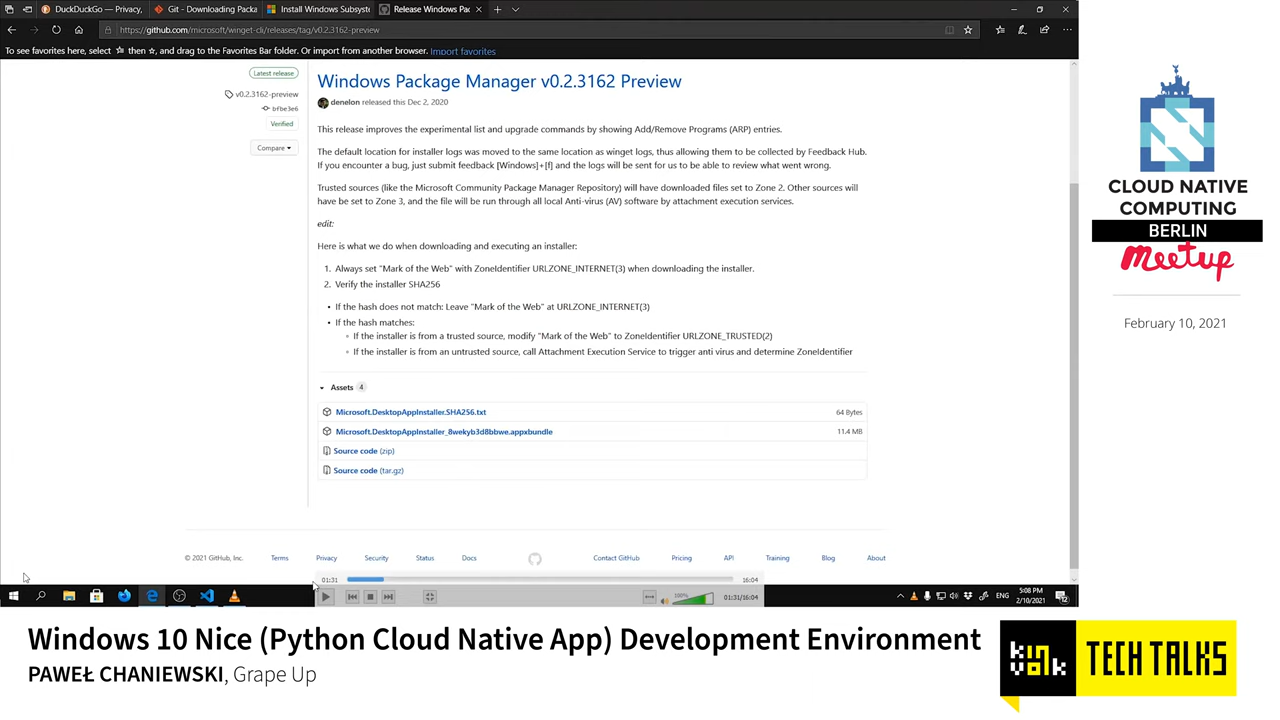 DuckDuckGo — Privacy,
Git - Downloading Packa
Install Windows Subsyste
Release Windows Pac
https://github.com/microsoft/winget-cli/releases/tag/v0.2.3162-preview
To see favorites here, select ☆ then ☆, and drag to the Favorites Bar folder. Or import from another browser. Import favorites
Latest release
v0.2.3162-preview
bfbe3e6
Verified
Compare
Windows Package Manager v0.2.3162 Preview
denelon released this Dec 2, 2020
This release improves the experimental list and upgrade commands by showing Add/Remove Programs (ARP) entries.
The default location for installer logs was moved to the same location as winget logs, thus allowing them to be collected by Feedback Hub.
If you encounter a bug, just submit feedback [Windows]+[f] and the logs will be sent for us to be able to review what went wrong.
Trusted sources (like the Microsoft Community Package Manager Repository) will have downloaded files set to Zone 2. Other sources will
have be set to Zone 3, and the file will be run through all local Anti-virus (AV) software by attachment execution services.
edit:
Here is what we do when downloading and executing an installer:
1. Always set "Mark of the Web" with ZoneIdentifier URLZONE_INTERNET(3) when downloading the installer.
2. Verify the installer SHA256
• If the hash does not match: Leave "Mark of the Web" at URLZONE_INTERNET(3)
• If the hash matches:
If the installer is from a trusted source, modify "Mark of the Web" to ZoneIdentifier URLZONE_TRUSTED(2)
If the installer is from an untrusted source, call Attachment Execution Service to trigger anti virus and determine ZoneIdentifier
Assets 4
Microsoft.DesktopAppInstaller.SHA256.txt 64 Bytes
Microsoft.DesktopAppInstaller_8wekyb3d8bbwe.appxbundle 11.4 MB
Source code (zip)
Source code (tar.gz)
© 2021 GitHub, Inc. Terms Privacy Security Status Docs Contact GitHub Pricing API Training Blog About
01:31 16:04
100% 01:31/16:04
ENG
5:08 PM
2/10/2021
12
CLOUD NATIVE
COMPUTING
BERLIN
Meetup
February 10, 2021
Windows 10 Nice (Python Cloud Native App) Development Environment
PAWEŁ CHANIEWSKI, Grape Up
kinvolk
TECH TALKS